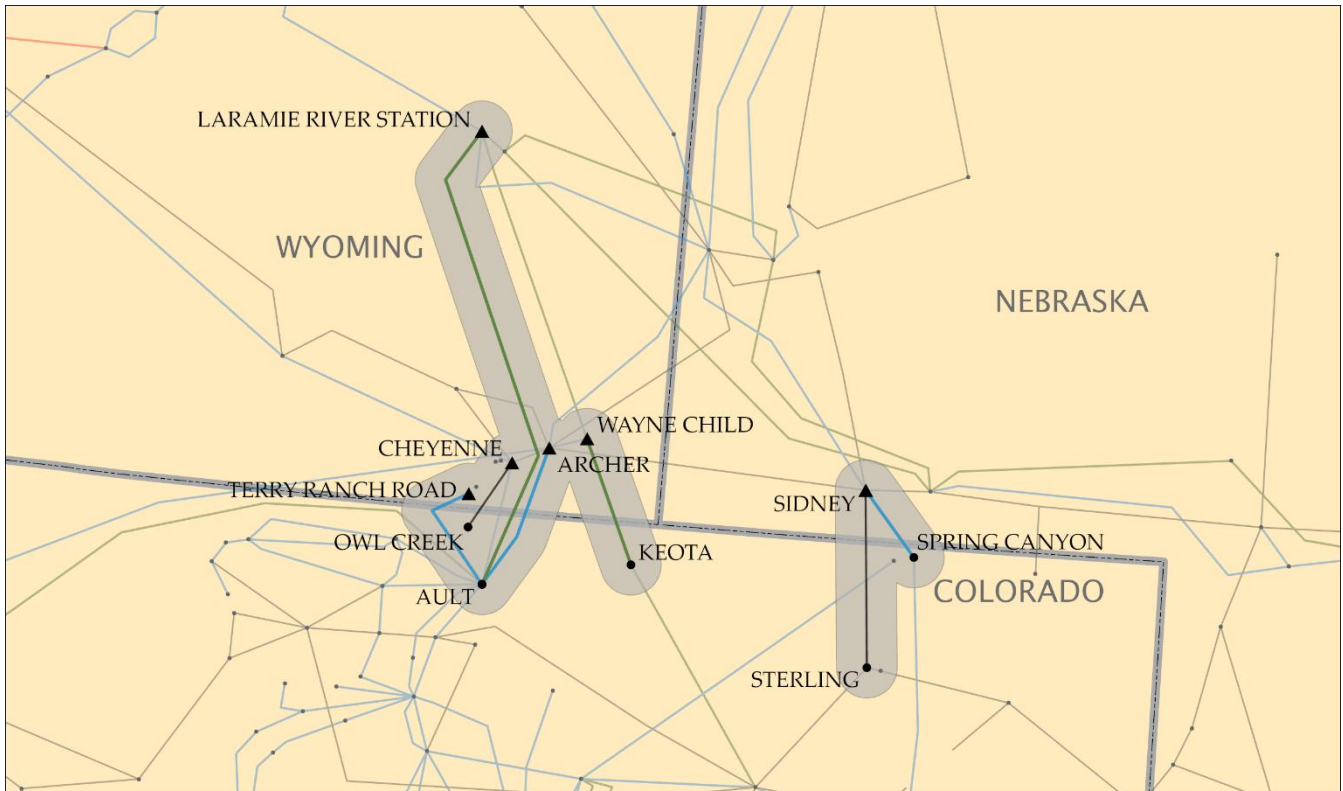 LARAMIE RIVER STATION
WYOMING
NEBRASKA
WAYNE CHILD
CHEYENNE
ARCHER
TERRY RANCH ROAD
SIDNEY
OWL CREEK
SPRING CANYON
KEOTA
AULT
COLORADO
STERLING